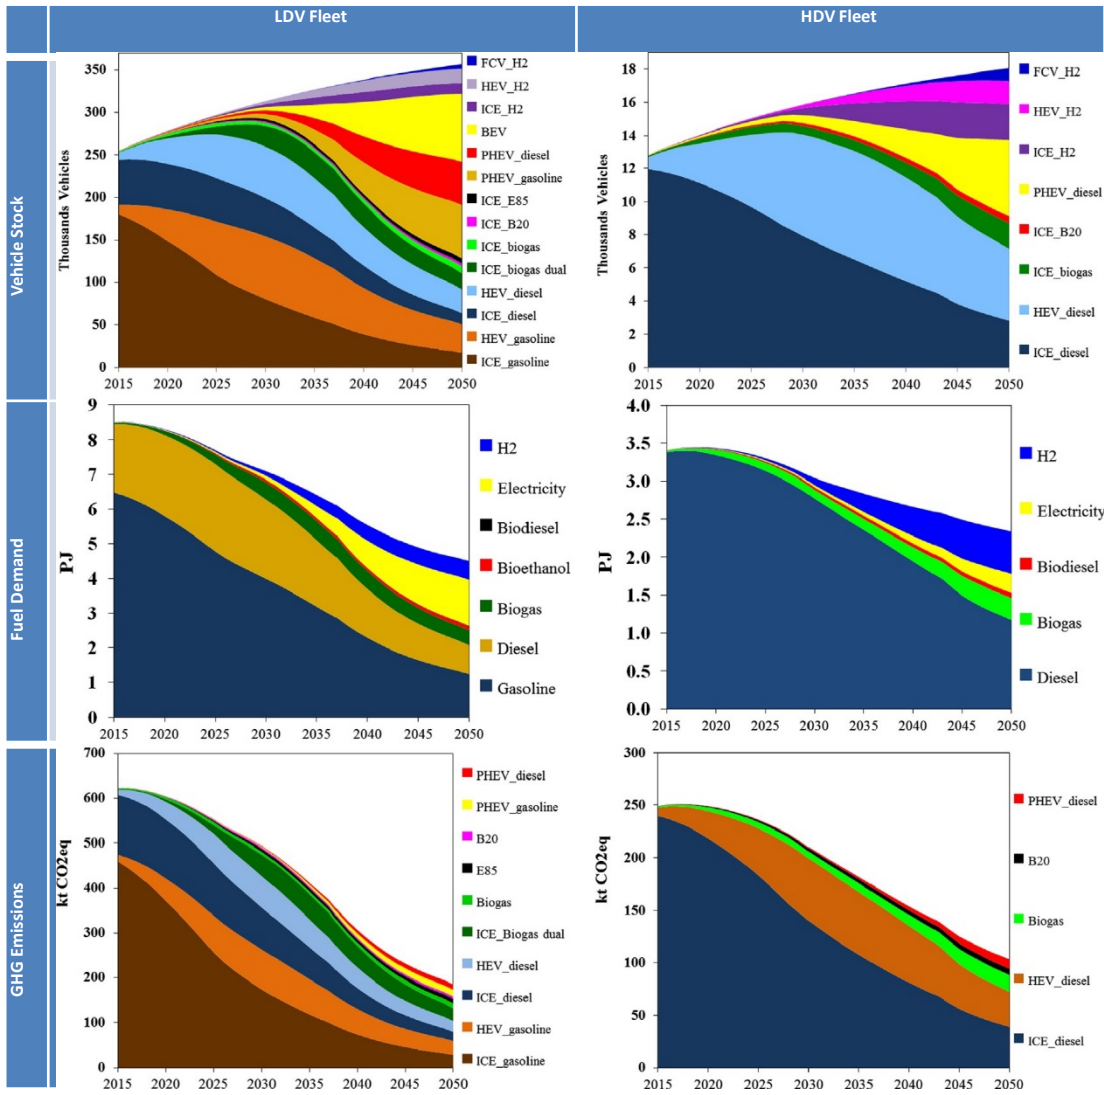 LDV Fleet
HDV Fleet
Vehicle Stock
Thousands Vehicles
350
300
250
200
150
100
50
0
2015 2020 2025 2030 2035 2040 2045 2050
FCV_H2
HEV_H2
ICE_H2
BEV
PHEV_diesel
PHEV_gasoline
ICE_E85
ICE_B20
ICE_biogas
ICE_biogas dual
HEV_diesel
ICE_diesel
HEV_gasoline
ICE_gasoline
Thousands Vehicles
18
16
14
12
10
8
6
4
2
0
2015 2020 2025 2030 2035 2040 2045 2050
FCV_H2
HEV_H2
ICE_H2
PHEV_diesel
ICE_B20
ICE_biogas
HEV_diesel
ICE_diesel
Fuel Demand
PJ
9
8
7
6
5
4
3
2
1
0
2015 2020 2025 2030 2035 2040 2045 2050
H2
Electricity
Biodiesel
Bioethanol
Biogas
Diesel
Gasoline
PJ
4.0
3.5
3.0
2.5
2.0
1.5
1.0
0.5
0.0
2015 2020 2025 2030 2035 2040 2045 2050
H2
Electricity
Biodiesel
Biogas
Diesel
GHG Emissions
kt CO2eq
700
600
500
400
300
200
100
0
2015 2020 2025 2030 2035 2040 2045 2050
PHEV_diesel
PHEV_gasoline
B20
E85
Biogas
ICE_Biogas dual
HEV_diesel
ICE_diesel
HEV_gasoline
ICE_gasoline
kt CO2eq
300
250
200
150
100
50
0
2015 2020 2025 2030 2035 2040 2045 2050
PHEV_diesel
B20
Biogas
HEV_diesel
ICE_diesel